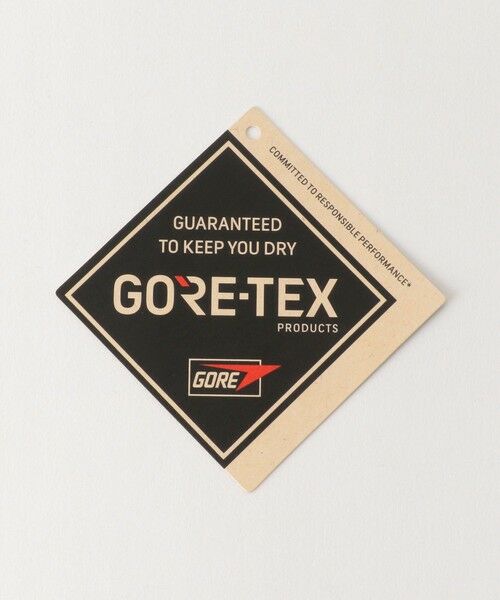 COMMITTED TO RESPONSIBLE PERFORMANCE*
GUARANTEED
TO KEEP YOU DRY
GORE-TEX
PRODUCTS
GORE